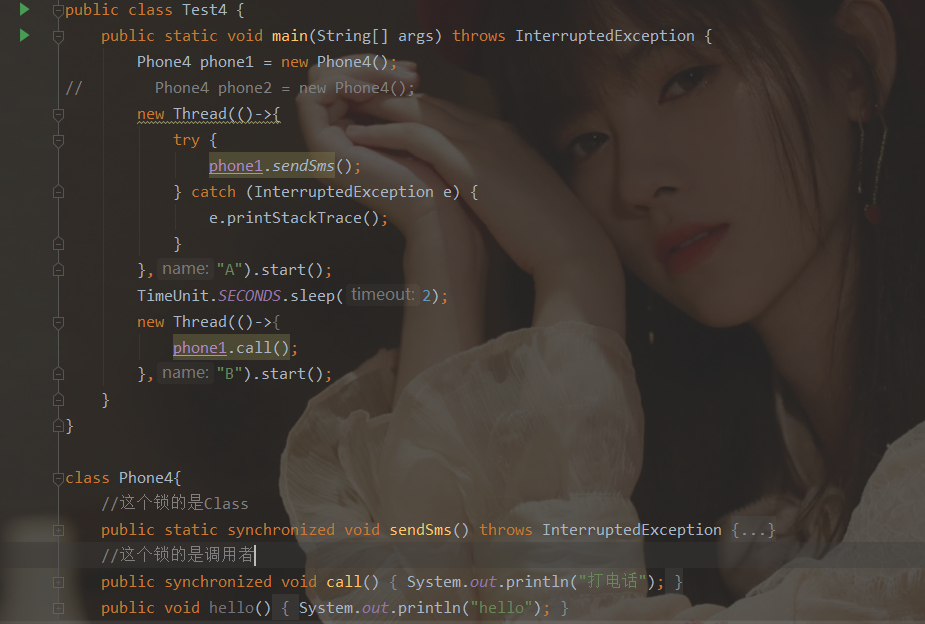 public class Test4 {
public static void main(String[] args) throws InterruptedException {
Phone4 phone1 = new Phone4();
// Phone4 phone2 = new Phone4();
new Thread(()->{
try {
phone1.sendSms();
} catch (InterruptedException e) {
e.printStackTrace();
}
}, name: "A").start();
TimeUnit.SECONDS.sleep( timeout: 2);
new Thread(()->{
phone1.call();
}, name: "B").start();
}
}
class Phone4{
//这个锁的是Class
public static synchronized void sendSms() throws InterruptedException {...}
//这个锁的是调用者
public synchronized void call() { System.out.println("打电话"); }
public void hello() { System.out.println("hello"); }